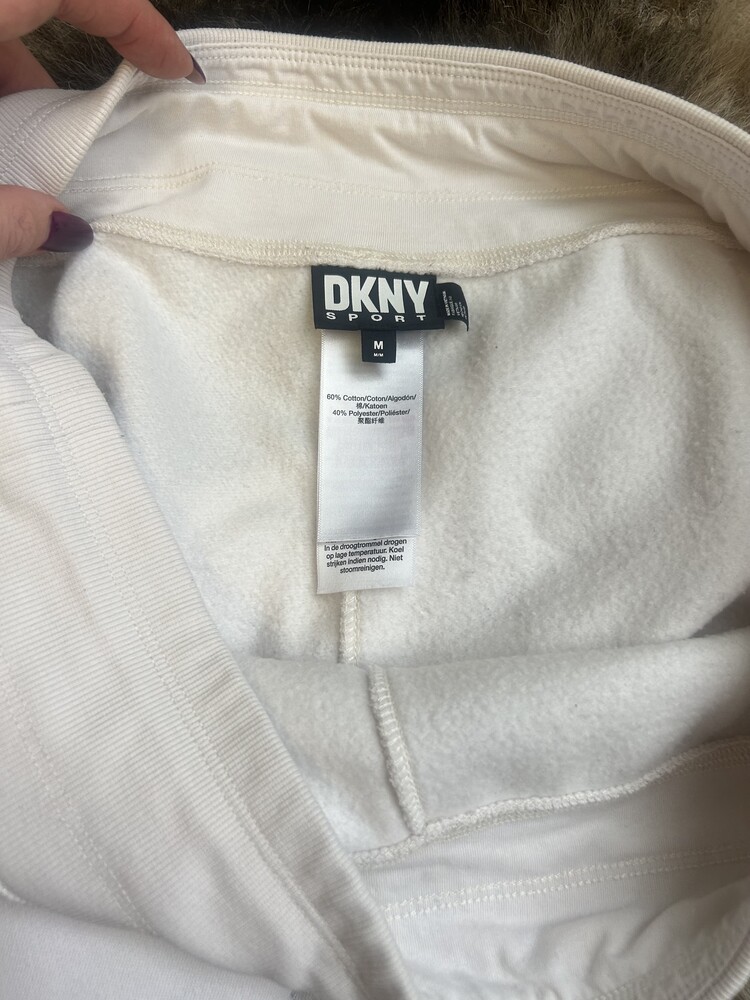 DKNY
SPORT
M
M/M
60% Cotton/Coton/Algodón/
棉/Katoen
40% Polyester/Poliéster/
聚酯纤维
In de droogtrommel drogen
op lage temperatuur. Koel
strijken indien nodig. Niet
stoomreinigen.